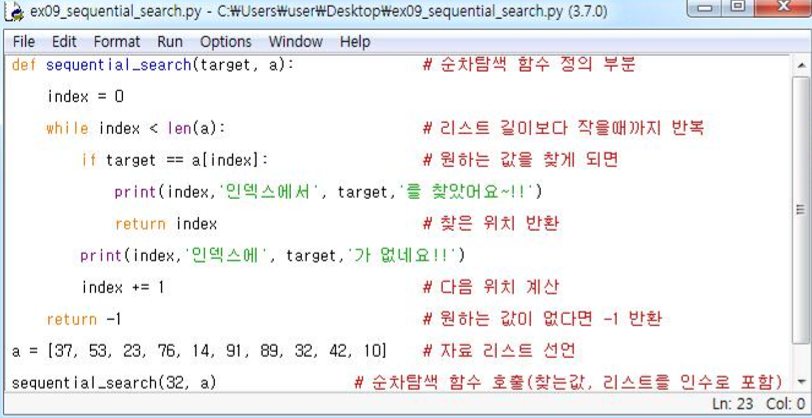 ex09_sequential_search.py - C:₩Users₩user₩Desktop₩ex09_sequential_search.py (3.7.0)
File Edit Format Run Options Window Help
def sequential_search(target, a): # 순차탐색 함수 정의 부분
index = 0
while index < len(a): # 리스트 길이보다 작을때까지 반복
if target == a[index]: # 원하는 값을 찾게 되면
print(index,'인덱스에서', target,'를 찾았어요~!!')
return index # 찾은 위치 반환
print(index,'인덱스에', target,'가 없네요!!')
index += 1 # 다음 위치 계산
return -1 # 원하는 값이 없다면 -1 반환
a = [37, 53, 23, 76, 14, 91, 89, 32, 42, 10] # 자료 리스트 선언
sequential_search(32, a) # 순차탐색 함수 호출(찾는값, 리스트를 인수로 포함)
Ln: 23 Col: 0